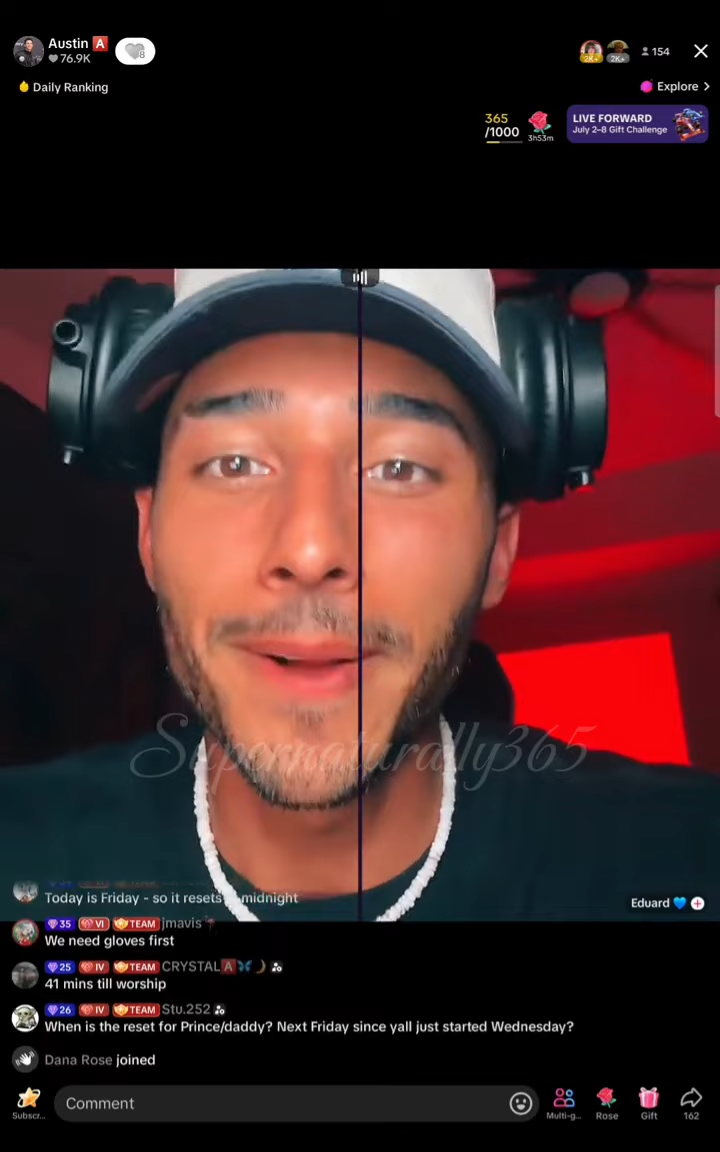 Austin A
76.9K
8
2K+
2K+
154
Daily Ranking
Explore
365
/1000
3h53m
LIVE FORWARD
July 2–8 Gift Challenge
Supernaturally365
Today is Friday - so it resets midnight
Eduard
35 VI TEAM jmavis
We need gloves first
25 IV TEAM CRYSTAL A
41 mins till worship
26 IV TEAM Stu.252
When is the reset for Prince/daddy? Next Friday since yall just started Wednesday?
Dana Rose joined
Subscr...
Comment
Multi-g...
Rose
Gift
162